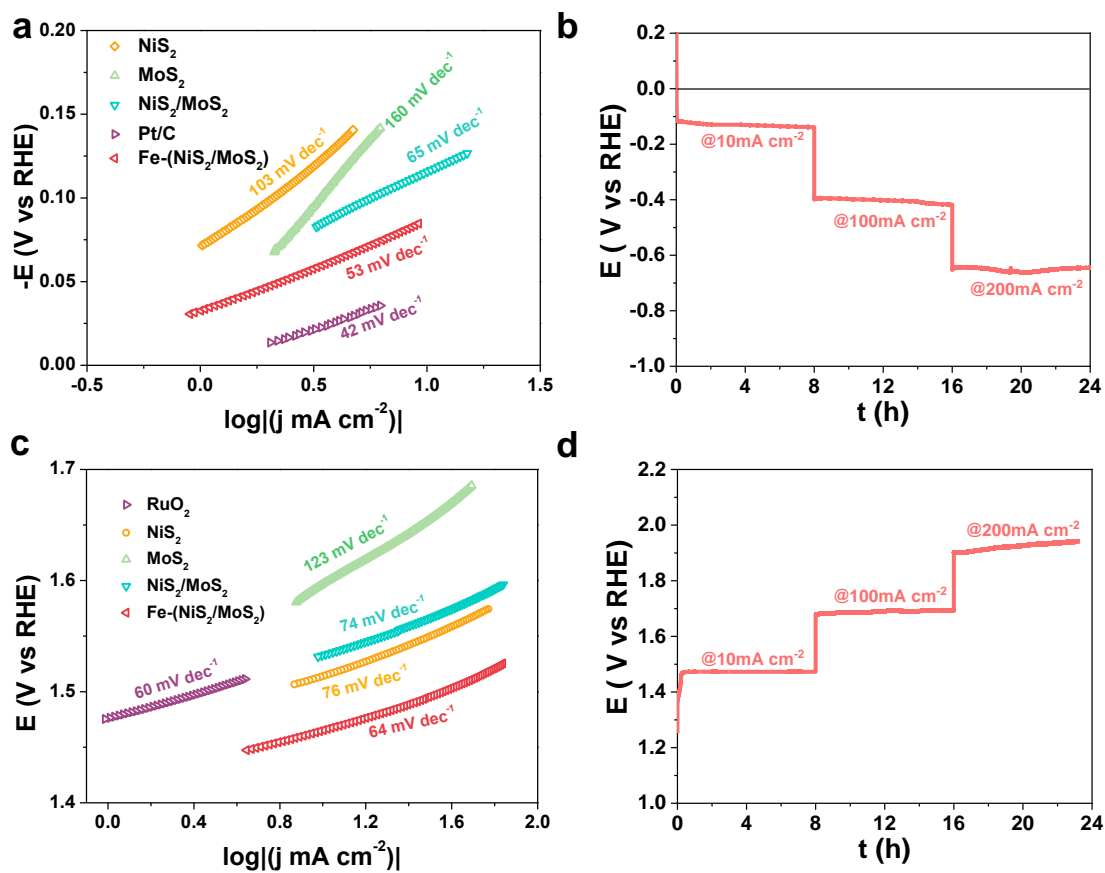 a
0.20
0.15
0.10
0.05
0.00
-E (V vs RHE)
NiS₂
MoS₂
NiS₂/MoS₂
Pt/C
Fe-(NiS₂/MoS₂)
103 mV dec⁻¹
160 mV dec⁻¹
65 mV dec⁻¹
53 mV dec⁻¹
42 mV dec⁻¹
-0.5
0.0
0.5
1.0
1.5
log|(j mA cm⁻²)|
b
0.2
0.0
-0.2
-0.4
-0.6
-0.8
-1.0
E ( V vs RHE)
@10mA cm⁻²
@100mA cm⁻²
@200mA cm⁻²
0
4
8
12
16
20
24
t (h)
c
1.7
1.6
1.5
1.4
E (V vs RHE)
RuO₂
NiS₂
MoS₂
NiS₂/MoS₂
Fe-(NiS₂/MoS₂)
123 mV dec⁻¹
74 mV dec⁻¹
60 mV dec⁻¹
76 mV dec⁻¹
64 mV dec⁻¹
0.0
0.4
0.8
1.2
1.6
2.0
log|(j mA cm⁻²)|
d
2.2
2.0
1.8
1.6
1.4
1.2
1.0
E ( V vs RHE)
@200mA cm⁻²
@100mA cm⁻²
@10mA cm⁻²
0
4
8
12
16
20
24
t (h)